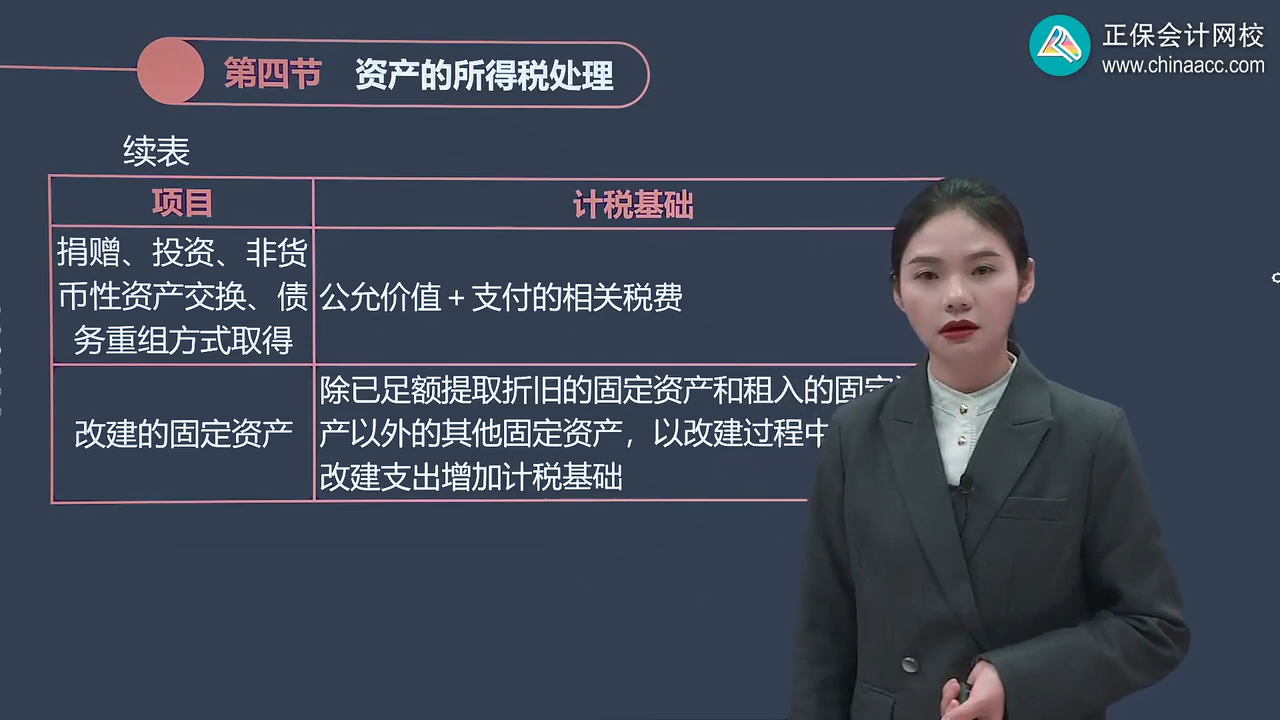 正保会计网校
www.chinaacc.com
第四节 资产的所得税处理
续表
项目
计税基础
捐赠、投资、非货
币性资产交换、债
务重组方式取得
公允价值+支付的相关税费
改建的固定资产
除已足额提取折旧的固定资产和租入的固定
产以外的其他固定资产，以改建过程中
改建支出增加计税基础